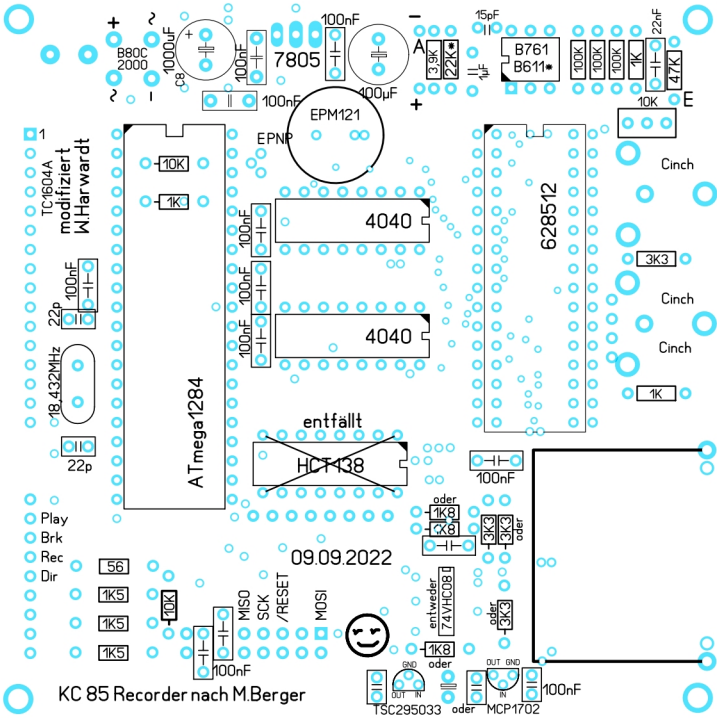 + ~
B80C
2000
~ −
1000µF
+
C8
100nF
7805
100nF
100µF
100nF
−
A
+
3,9K
22K*
1µF
15pF
B761
B611*
100K
100K
100K
1K
22nF
47K
10K
E
EPM121
EPNP
1
TC1604A
modifiziert
W.Harwardt
10K
1K
100nF
4040
628512
Cinch
3K3
100nF
22p
100nF
100nF
4040
Cinch
Cinch
18,432MHz
ATmega1284
1K
22p
entfällt
HCT138
100nF
oder
1K8
1K8
3K3
3K3
oder
Play
Brk
Rec
Dir
56
1K5
1K5
1K5
10K
09.09.2022
MISO
SCK
/RESET
MOSI
entweder
74VHC08
oder
3K3
1K8
oder
100nF
GND
OUT IN
TSC295033
oder
OUT GND
IN
MCP1702
100nF
KC 85 Recorder nach M.Berger